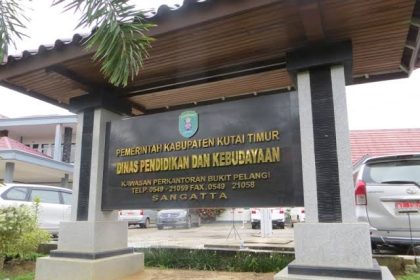 PEMERINTAH KABUPATEN KUTAI TIMUR
DINAS PENDIDIKAN DAN KEBUDAYAAN
KAWASAN PERKANTORAN BUKIT PELANGI
TELP. 0549 - 21059 FAX. 0549 21058
SANGATTA